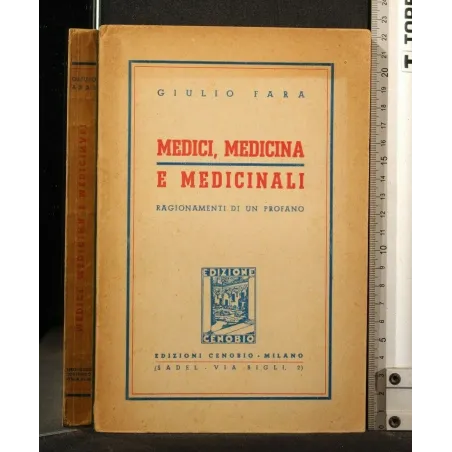 GIULIO FARA
MEDICI, MEDICINA
E MEDICINALI
RAGIONAMENTI DI UN PROFANO
EDIZIONE
CENOBIO
EDIZIONI CENOBIO - MILANO
(SADEL - VIA BIGLI, 2)
MEDICI MEDICINA E MEDICINALI